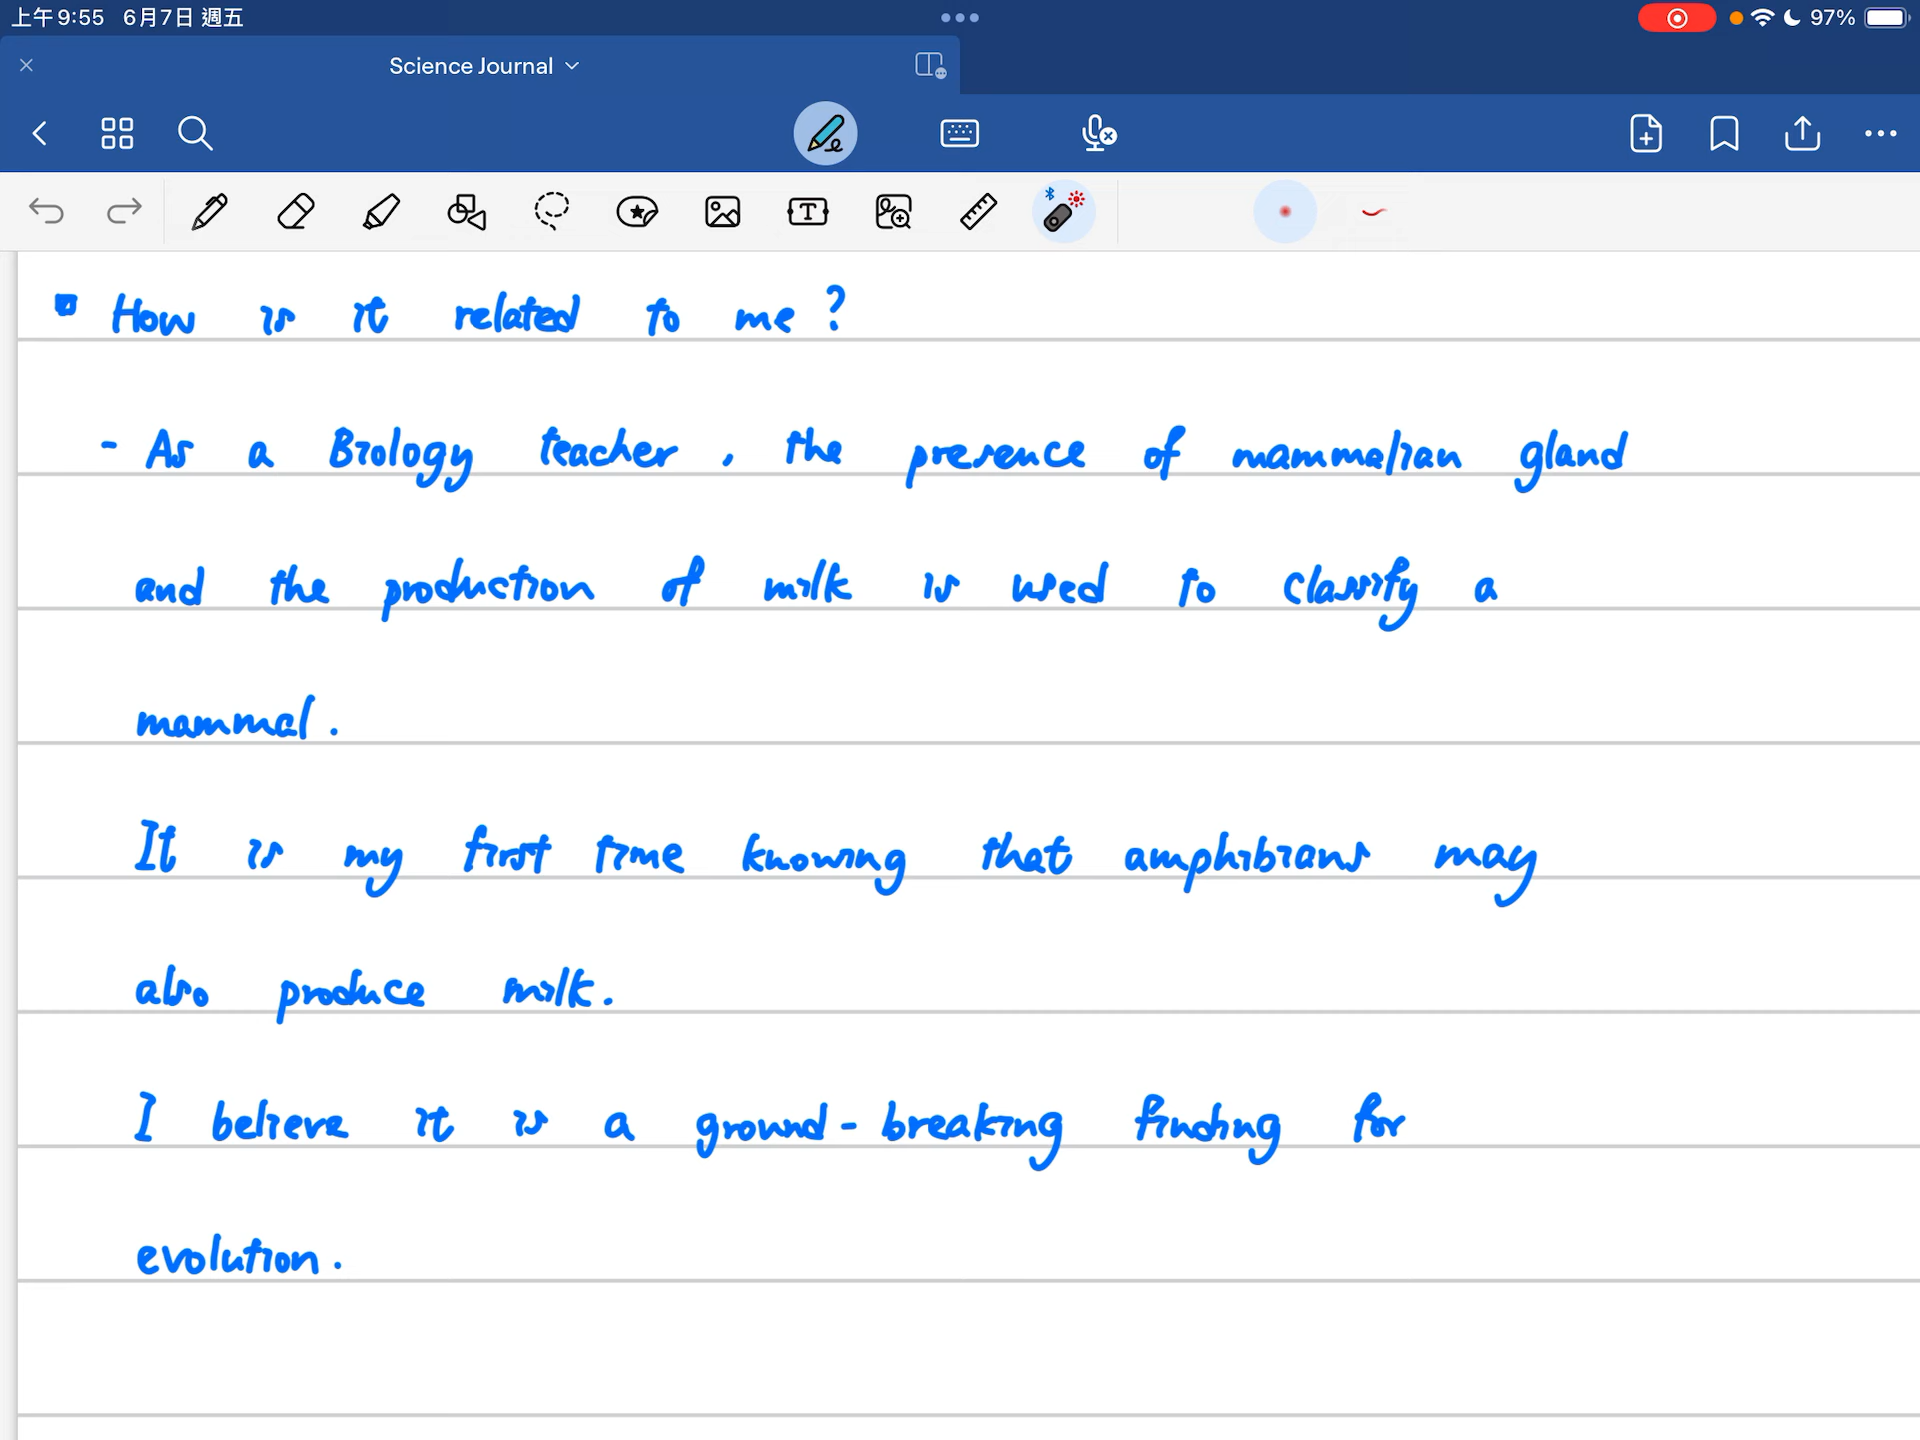 上午9:55 6月7日 週五
97%
Science Journal
How is it related to me?
- As a Biology teacher, the presence of mammalian gland
and the production of milk is used to classify a
mammal.
It is my first time knowing that amphibians may
also produce milk.
I believe it is a ground-breaking finding for
evolution.